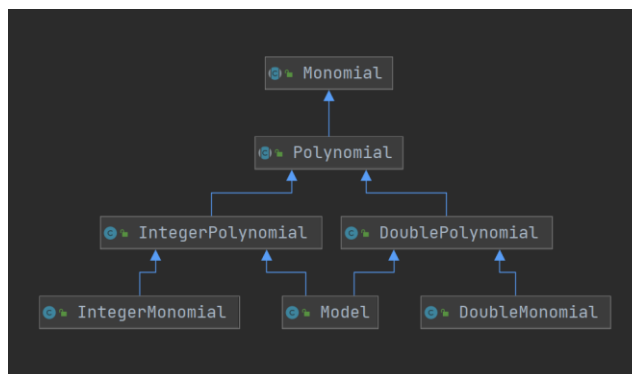 Monomial
Polynomial
IntegerPolynomial
DoublePolynomial
IntegerMonomial
Model
DoubleMonomial